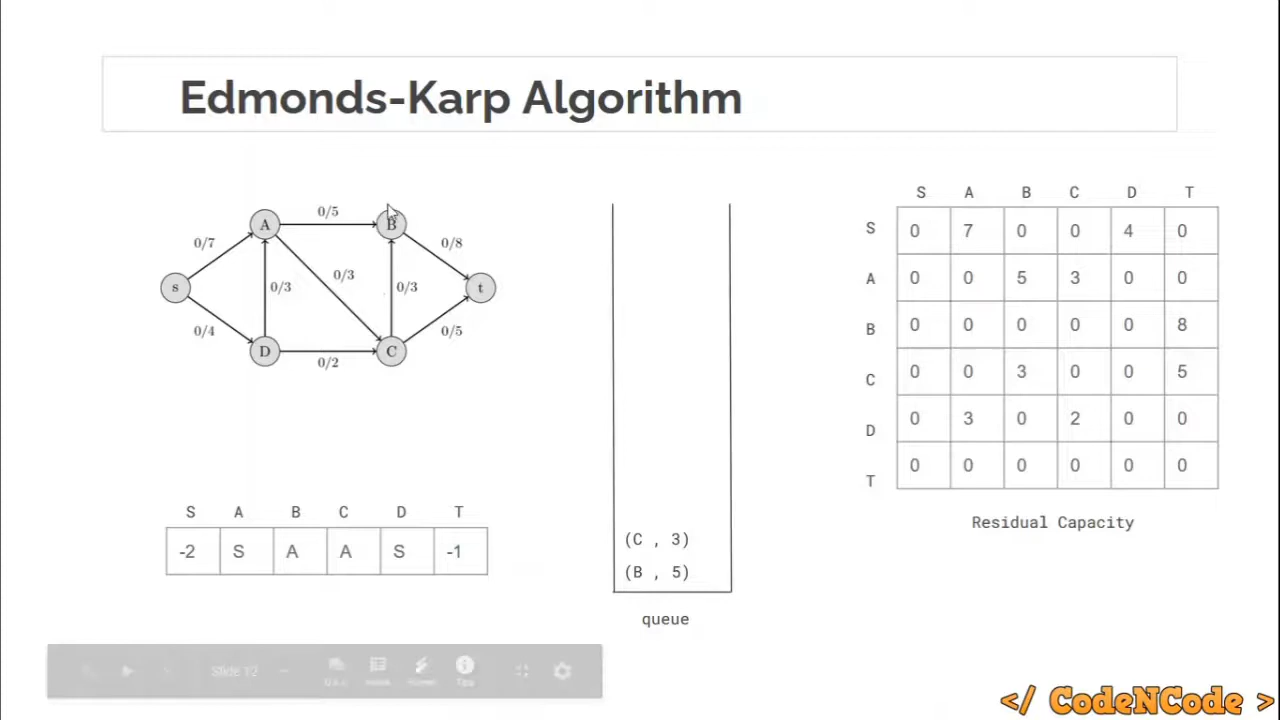 Edmonds-Karp Algorithm
A 0/5 B
0/7 0/3 0/8
s 0/3 0/3 t
0/4 0/5
D 0/2 C
S A B C D T
-2 S A A S -1
(C , 3)
(B , 5)
queue
S A B C D T
S 0 7 0 0 4 0
A 0 0 5 3 0 0
B 0 0 0 0 0 8
C 0 0 3 0 0 5
D 0 3 0 2 0 0
T 0 0 0 0 0 0
Residual Capacity
Slide 12
Q & A
Tips
</> CodeNCode >